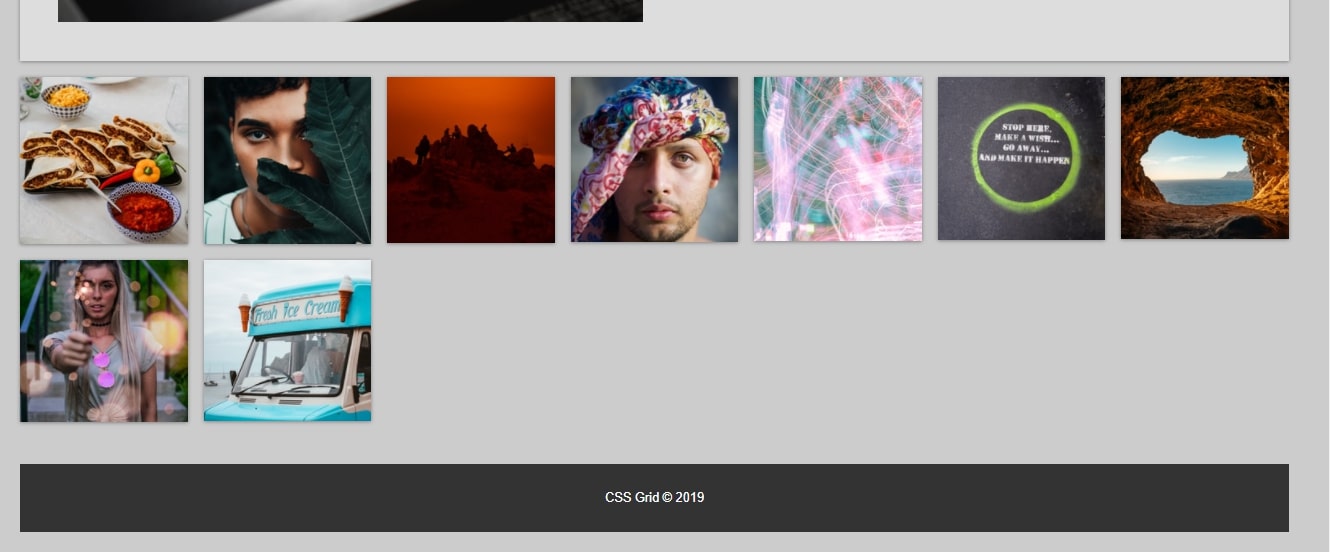 STOP HERE,
MAKE A WISH...
GO AWAY...
AND MAKE IT HAPPEN
Fresh Ice Cream
CSS Grid © 2019